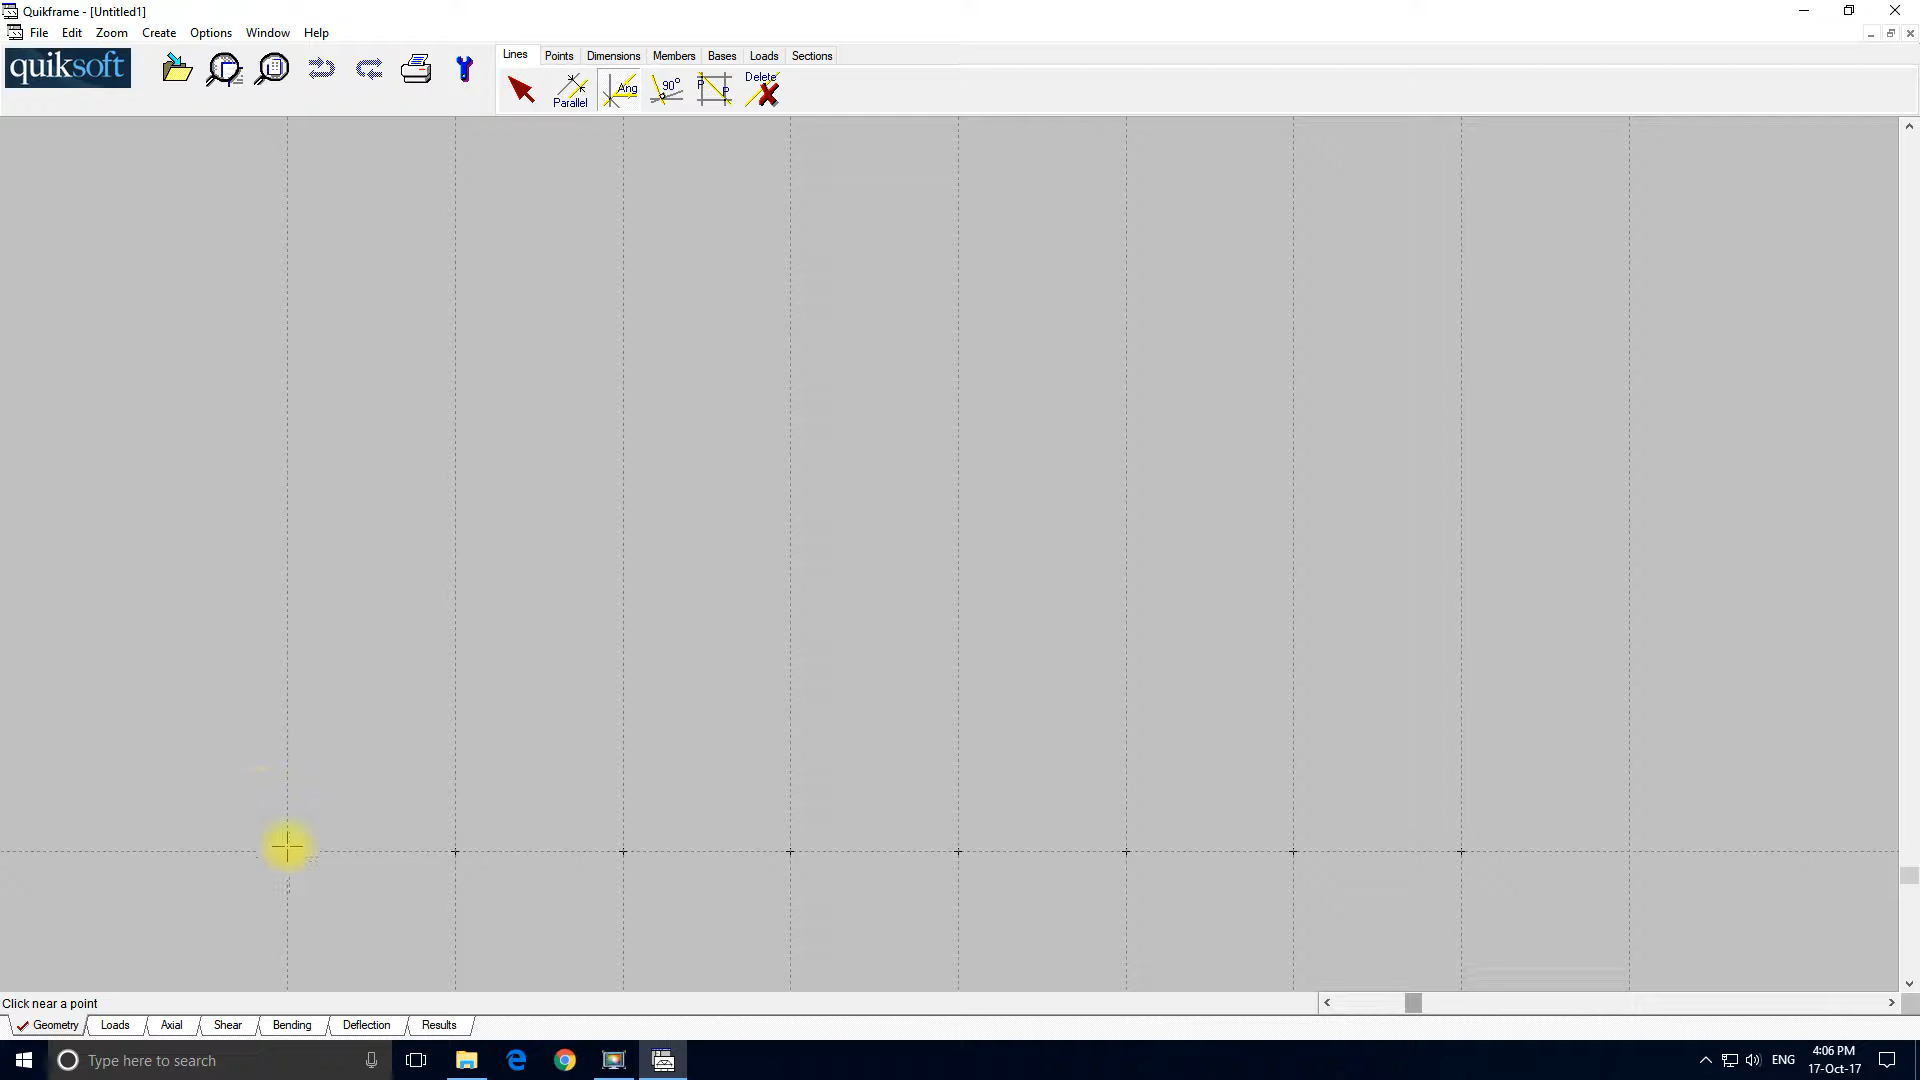 Quikframe - [Untitled1]
File Edit Zoom Create Options Window Help
quiksoft
Lines Points Dimensions Members Bases Loads Sections
Parallel
Ang
90°
P
P
Delete
Click near a point
Geometry Loads Axial Shear Bending Deflection Results
Type here to search
ENG
4:06 PM
17-Oct-17